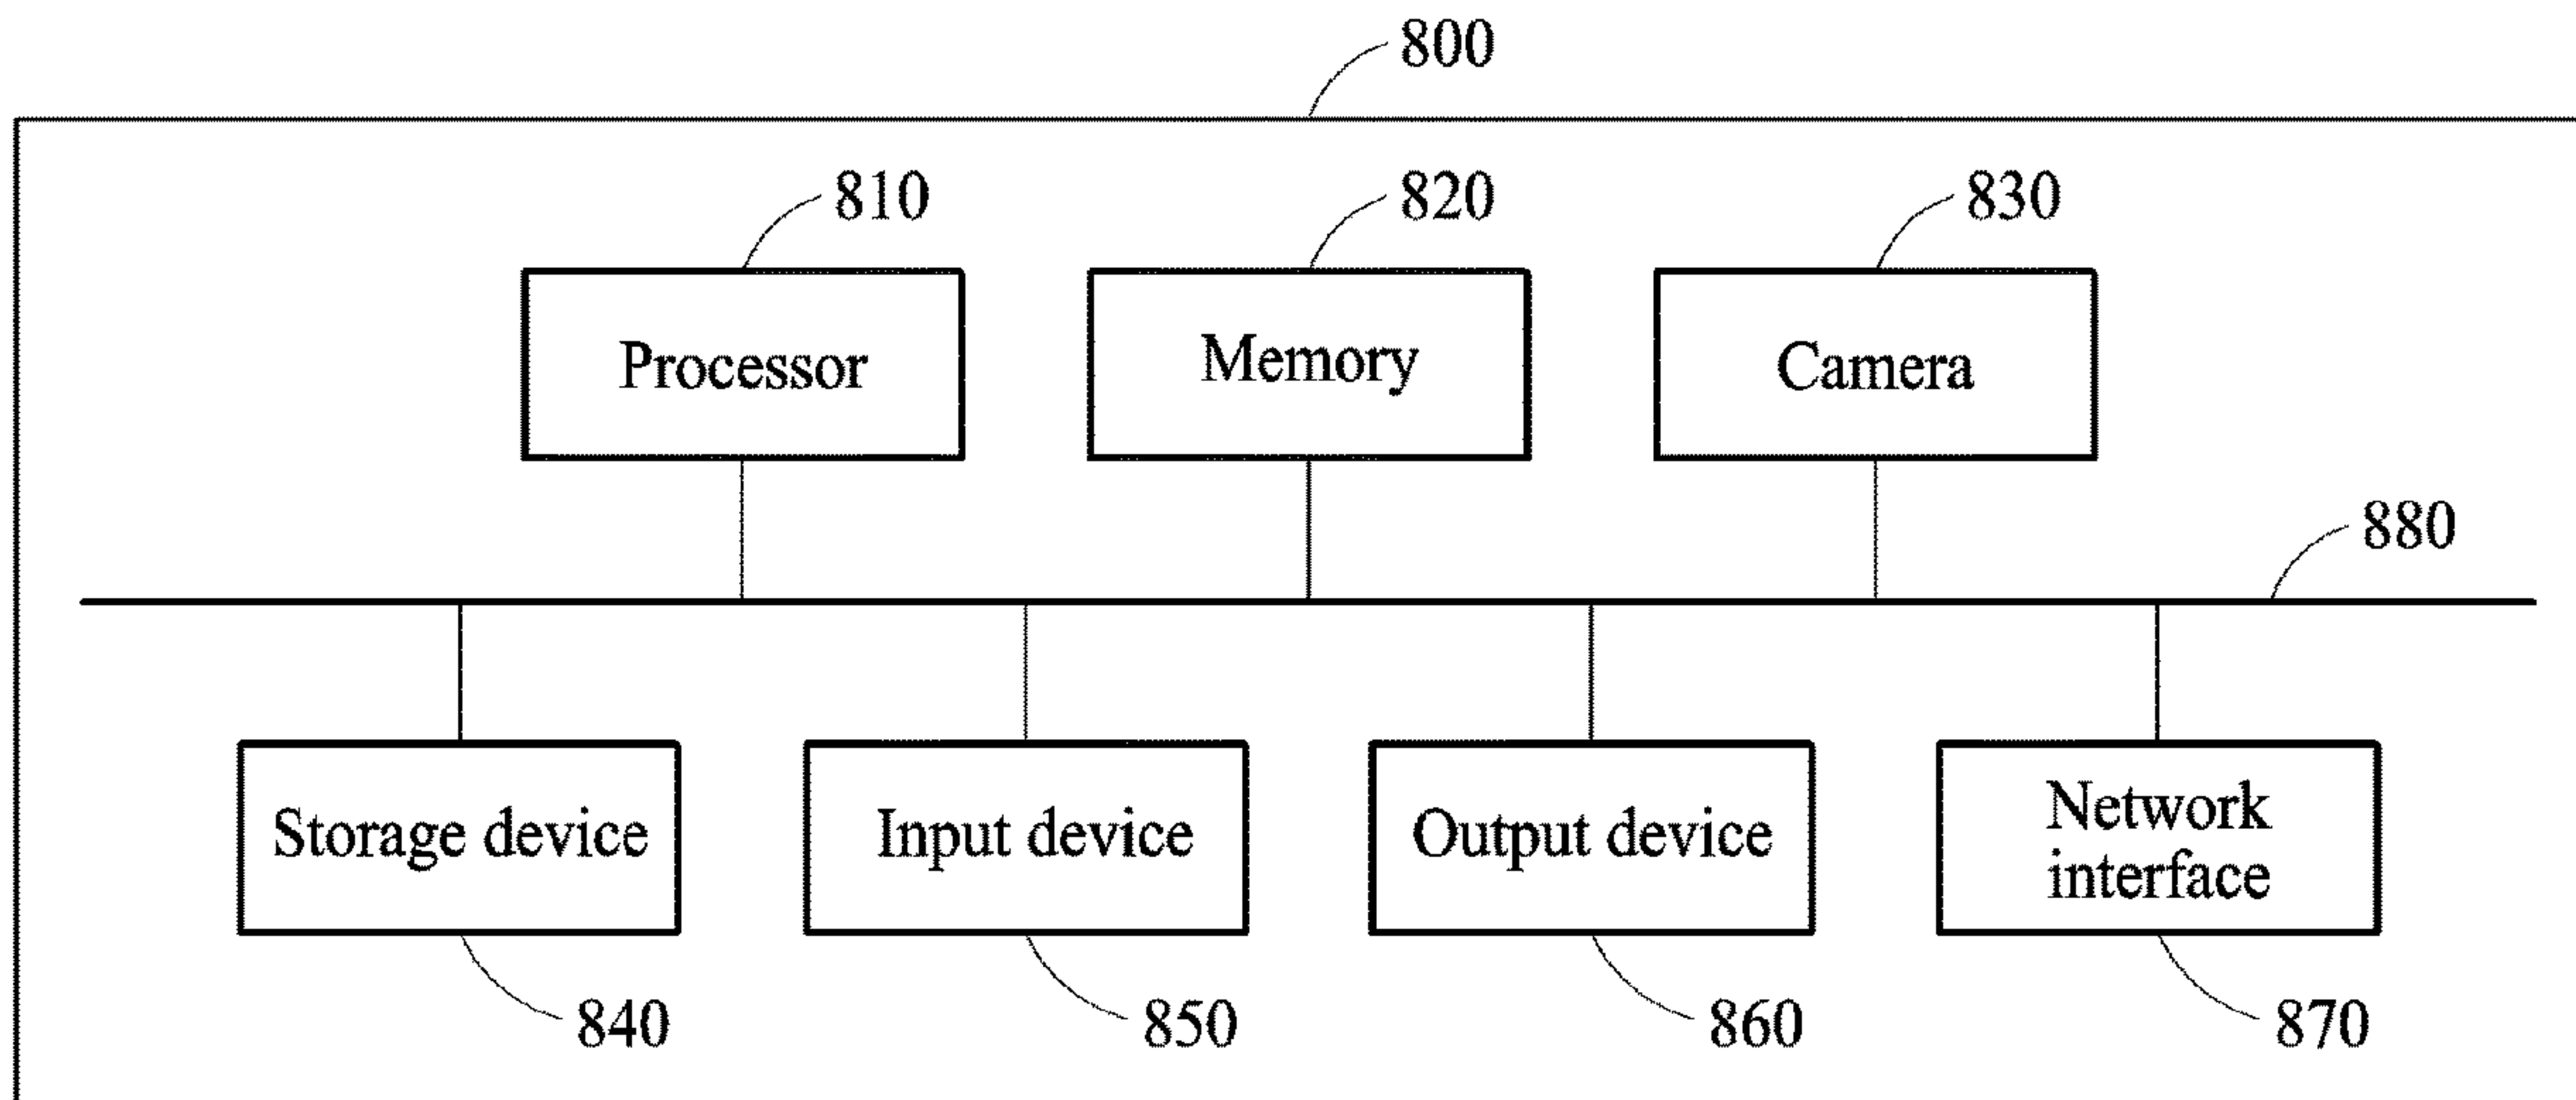 800
810
820
830
Processor
Memory
Camera
880
Storage device
Input device
Output device
Network
interface
840
850
860
870